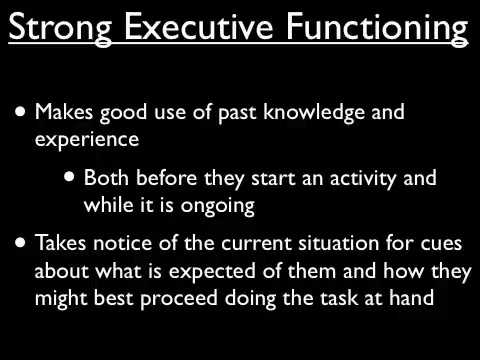 Strong Executive Functioning
• Makes good use of past knowledge and
experience
• Both before they start an activity and
while it is ongoing
• Takes notice of the current situation for cues
about what is expected of them and how they
might best proceed doing the task at hand